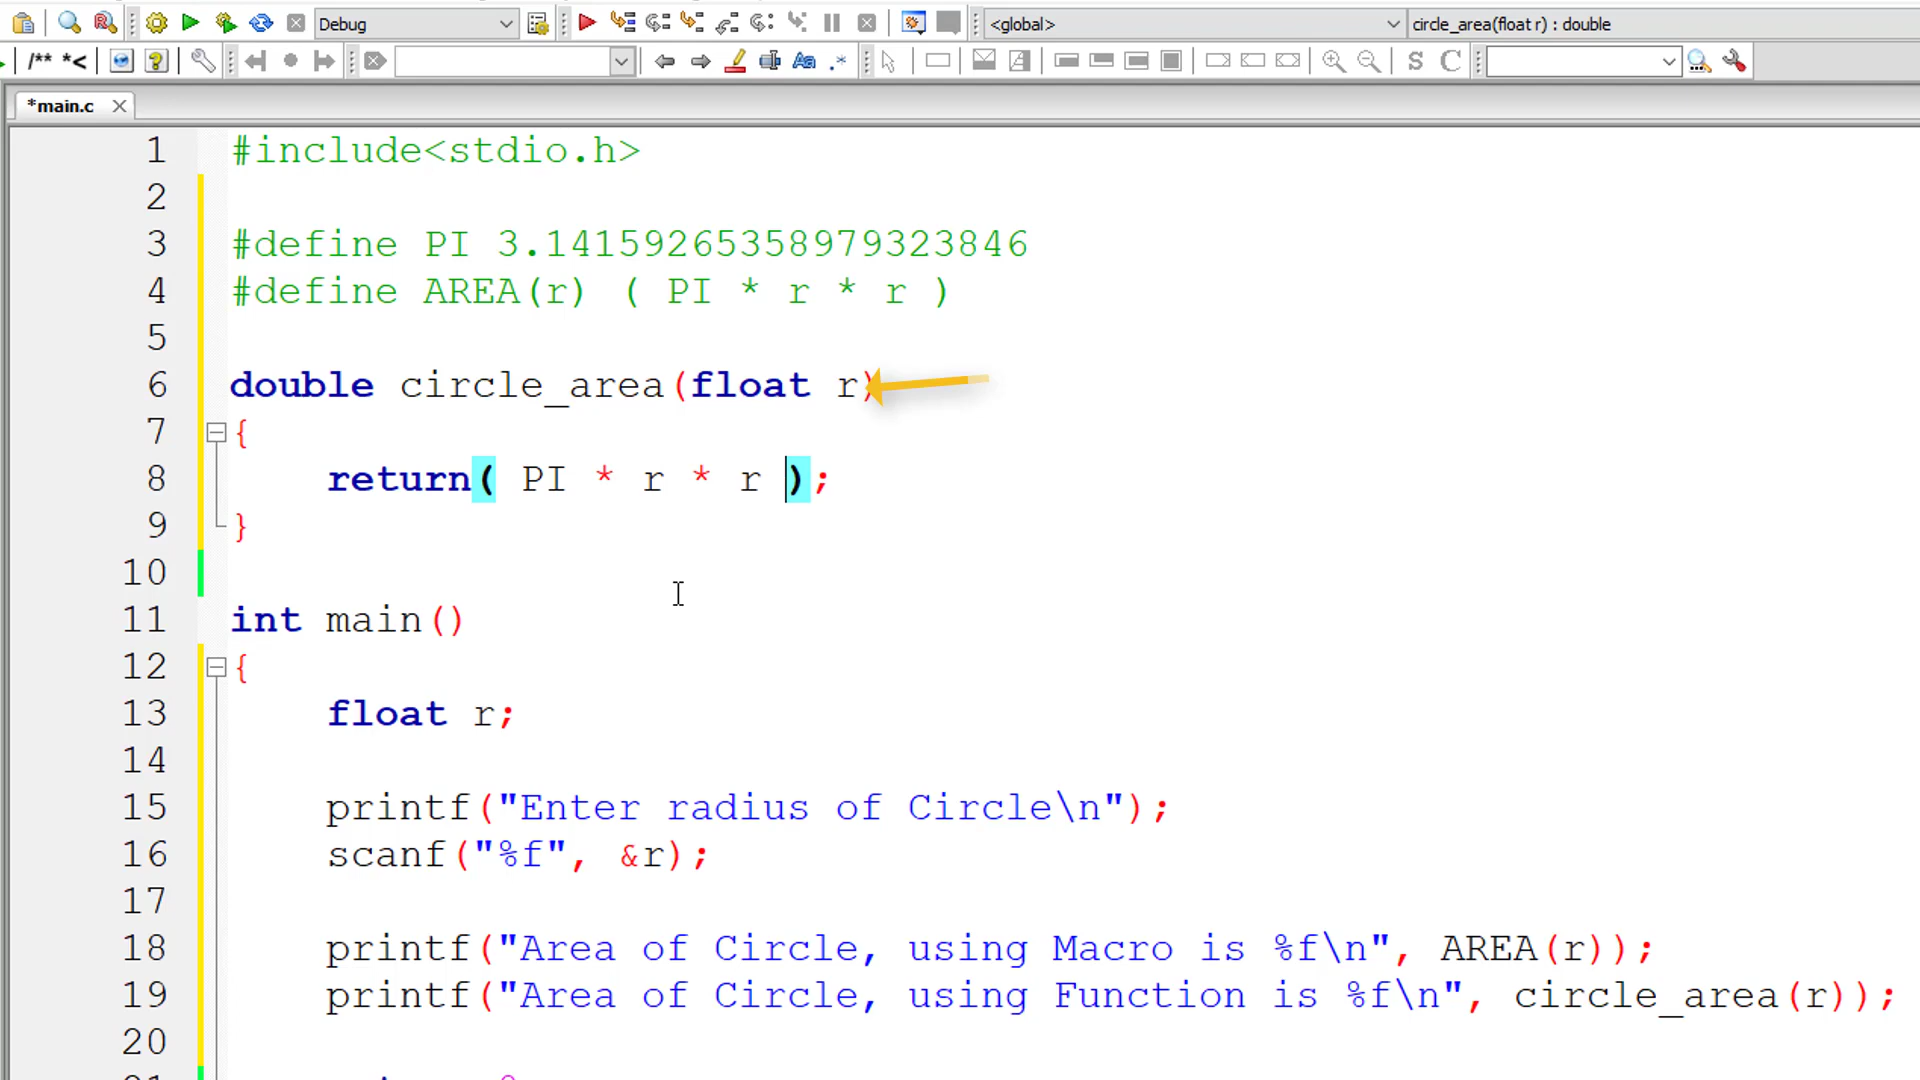 Debug
<global>
circle_area(float r) : double
/** *<
Aa
.*
S C
*main.c
1 #include<stdio.h>
2
3 #define PI 3.14159265358979323846
4 #define AREA(r) ( PI * r * r )
5
6 double circle_area(float r)
7 {
8 return( PI * r * r );
9 }
10
11 int main()
12 {
13 float r;
14
15 printf("Enter radius of Circle\n");
16 scanf("%f", &r);
17
18 printf("Area of Circle, using Macro is %f\n", AREA(r));
19 printf("Area of Circle, using Function is %f\n", circle_area(r));
20